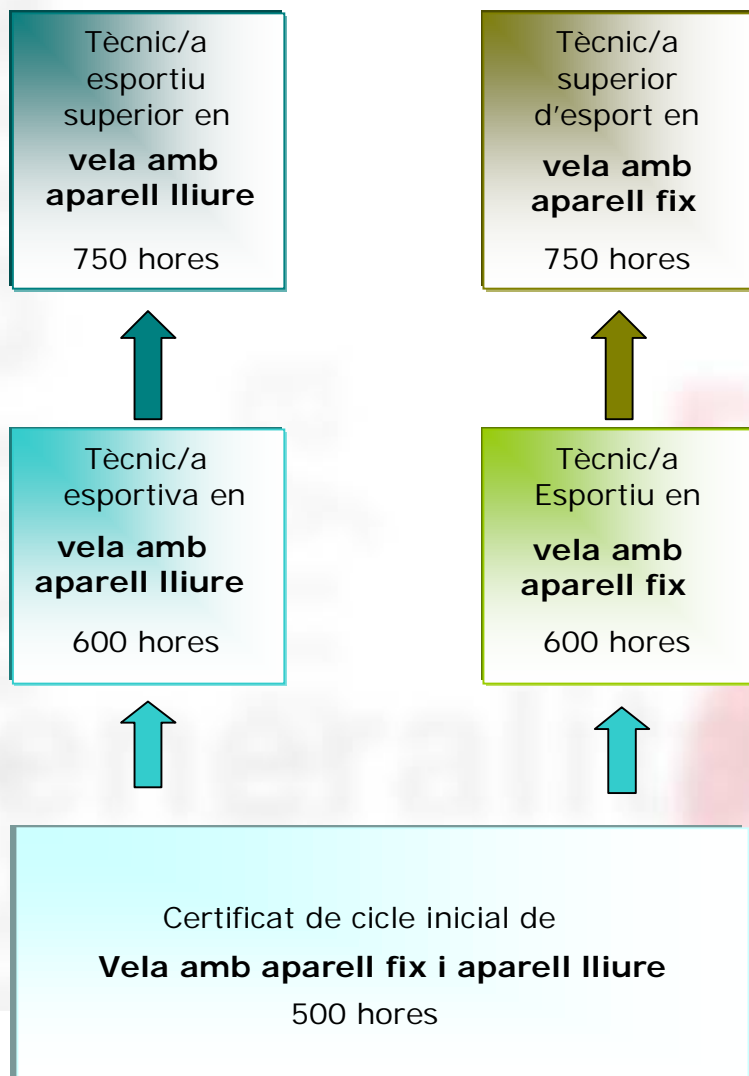 Tècnic/a
esportiu
superior en
vela amb
aparell lliure
750 hores
Tècnic/a
superior
d'esport en
vela amb
aparell fix
750 hores
Tècnic/a
esportiva en
vela amb
aparell lliure
600 hores
Tècnic/a
Esportiu en
vela amb
aparell fix
600 hores
Certificat de cicle inicial de
Vela amb aparell fix i aparell lliure
500 hores